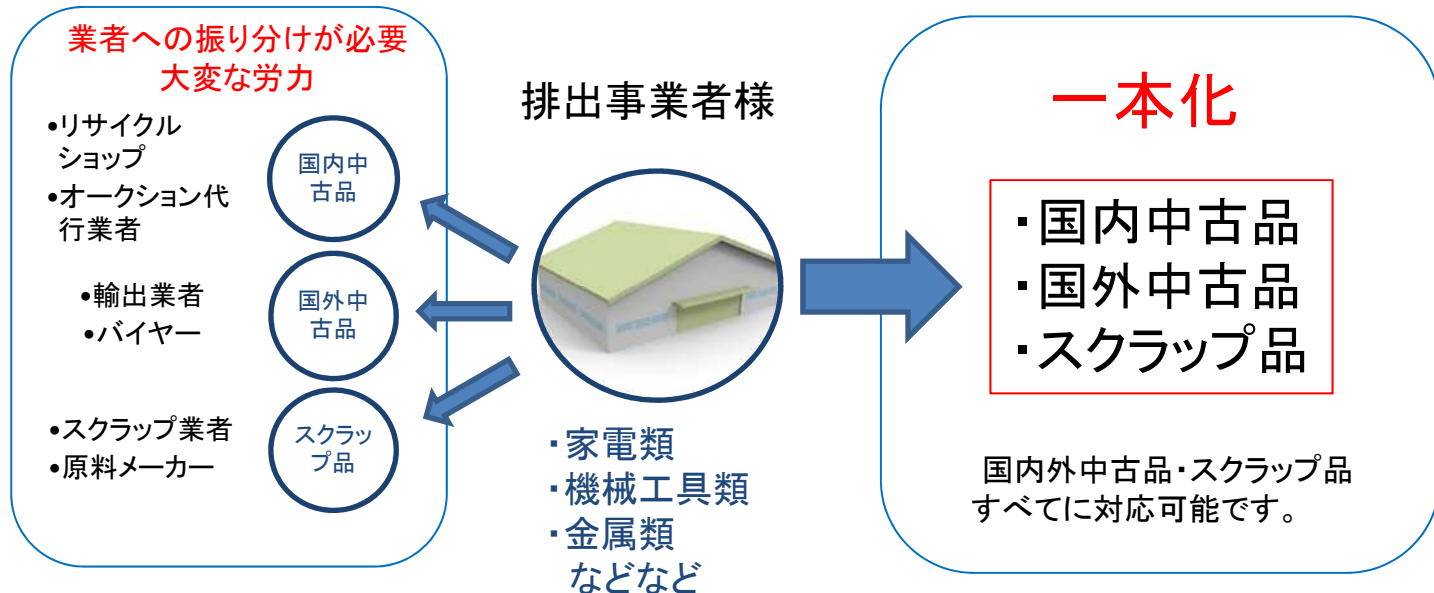 業者への振り分けが必要
大変な労力
•リサイクル
ショップ
•オークション代
行業者
国内中
古品
•輸出業者
•バイヤー
国外中
古品
•スクラップ業者
•原料メーカー
スクラッ
プ品
排出事業者様
・家電類
・機械工具類
・金属類
などなど
一本化
・国内中古品
・国外中古品
・スクラップ品
国内外中古品・スクラップ品
すべてに対応可能です。